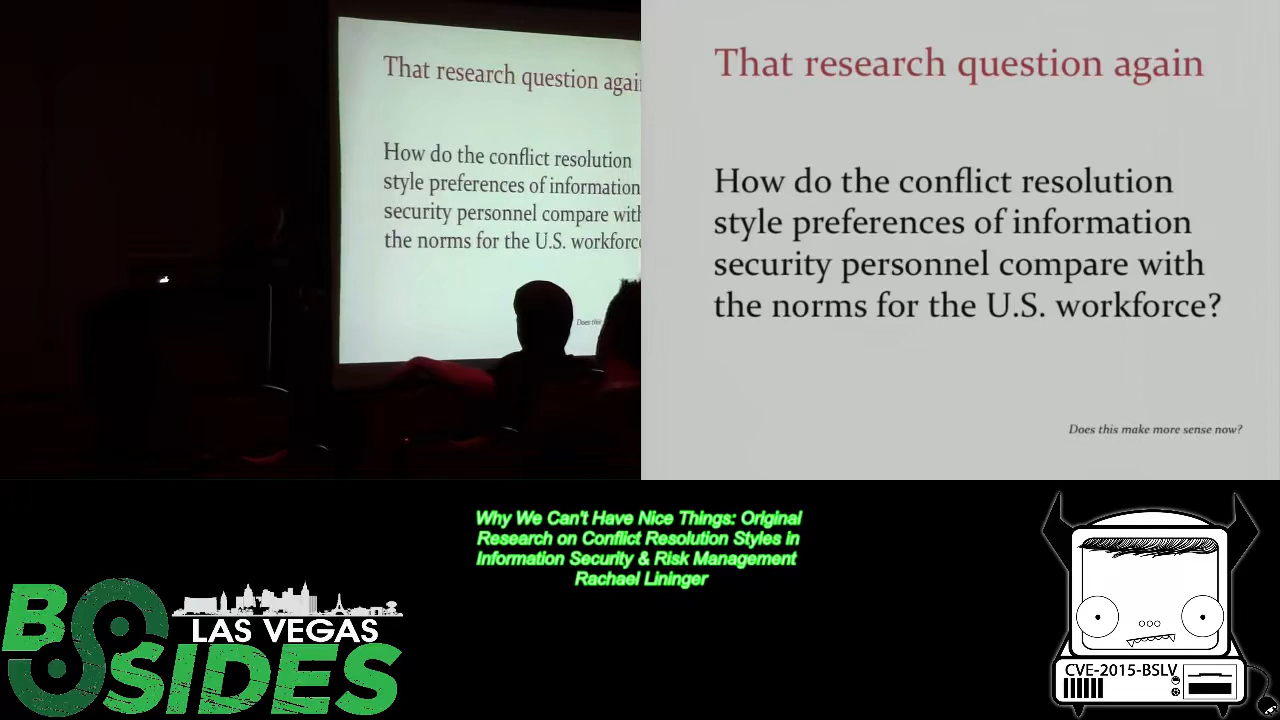 That research question agai
How do the conflict resolution
style preferences of information
security personnel compare with
the norms for the U.S. workforce
Does this
That research question again
How do the conflict resolution
style preferences of information
security personnel compare with
the norms for the U.S. workforce?
Does this make more sense now?
Why We Can't Have Nice Things: Original
Research on Conflict Resolution Styles in
Information Security & Risk Management
Rachael Lininger
BSIDES
LAS VEGAS
CVE-2015-BSLV